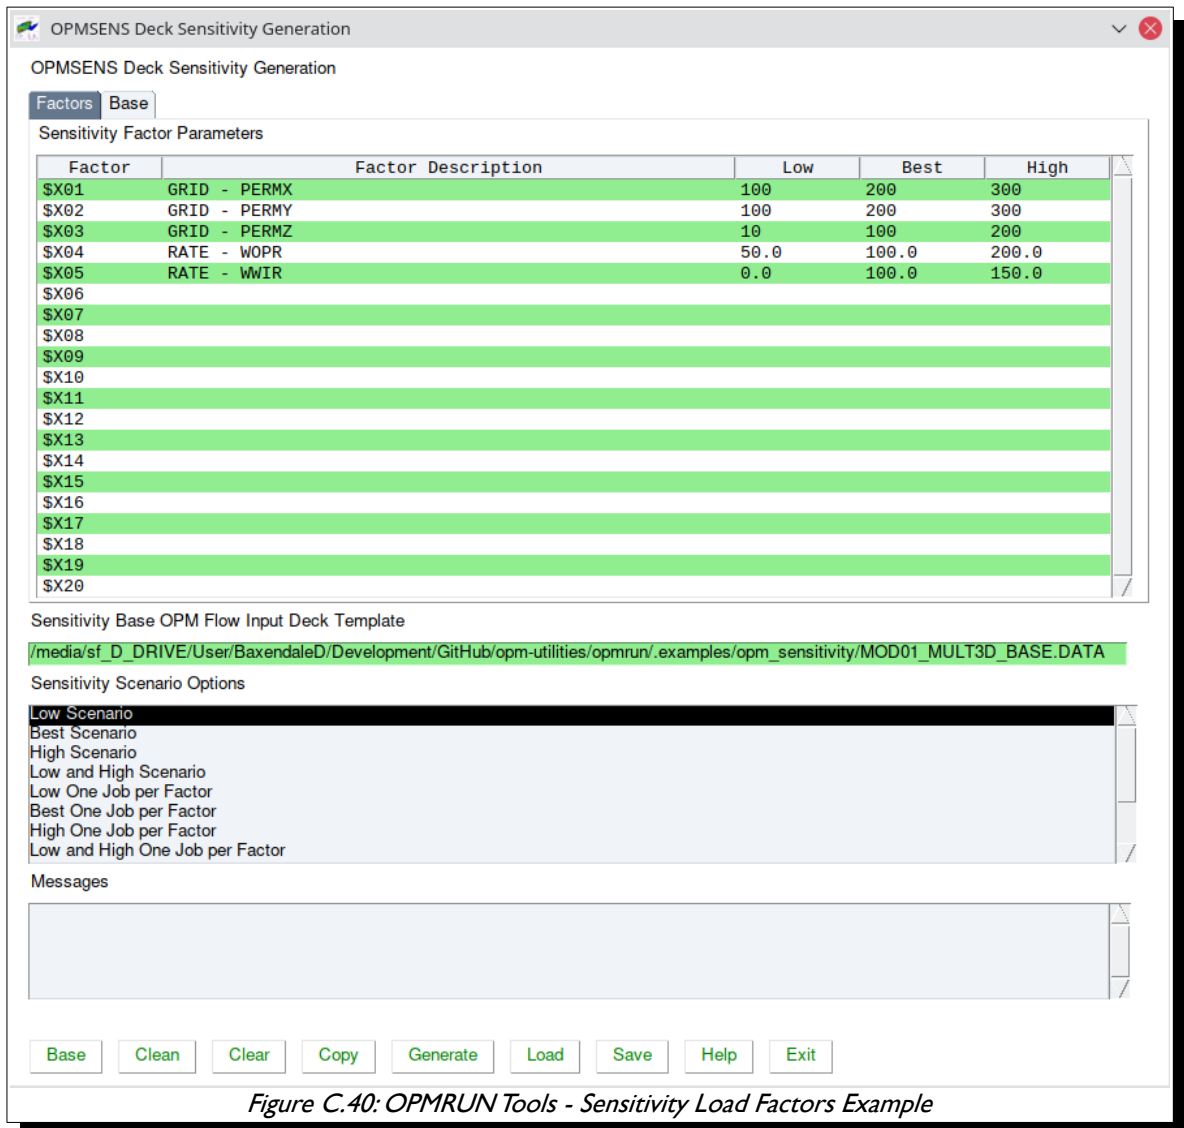 OPMSENS Deck Sensitivity Generation
OPMSENS Deck Sensitivity Generation
Factors Base
Sensitivity Factor Parameters
Factor Factor Description Low Best High
$X01 GRID - PERMX 100 200 300
$X02 GRID - PERMY 100 200 300
$X03 GRID - PERMZ 10 100 200
$X04 RATE - WOPR 50.0 100.0 200.0
$X05 RATE - WWIR 0.0 100.0 150.0
$X06
$X07
$X08
$X09
$X10
$X11
$X12
$X13
$X14
$X15
$X16
$X17
$X18
$X19
$X20
Sensitivity Base OPM Flow Input Deck Template
/media/sf_D_DRIVE/User/BaxendaleD/Development/GitHub/opm-utilities/opmrun/.examples/opm_sensitivity/MOD01_MULT3D_BASE.DATA
Sensitivity Scenario Options
Low Scenario
Best Scenario
High Scenario
Low and High Scenario
Low One Job per Factor
Best One Job per Factor
High One Job per Factor
Low and High One Job per Factor
Messages
Base Clean Clear Copy Generate Load Save Help Exit
Figure C.40: OPMRUN Tools - Sensitivity Load Factors Example